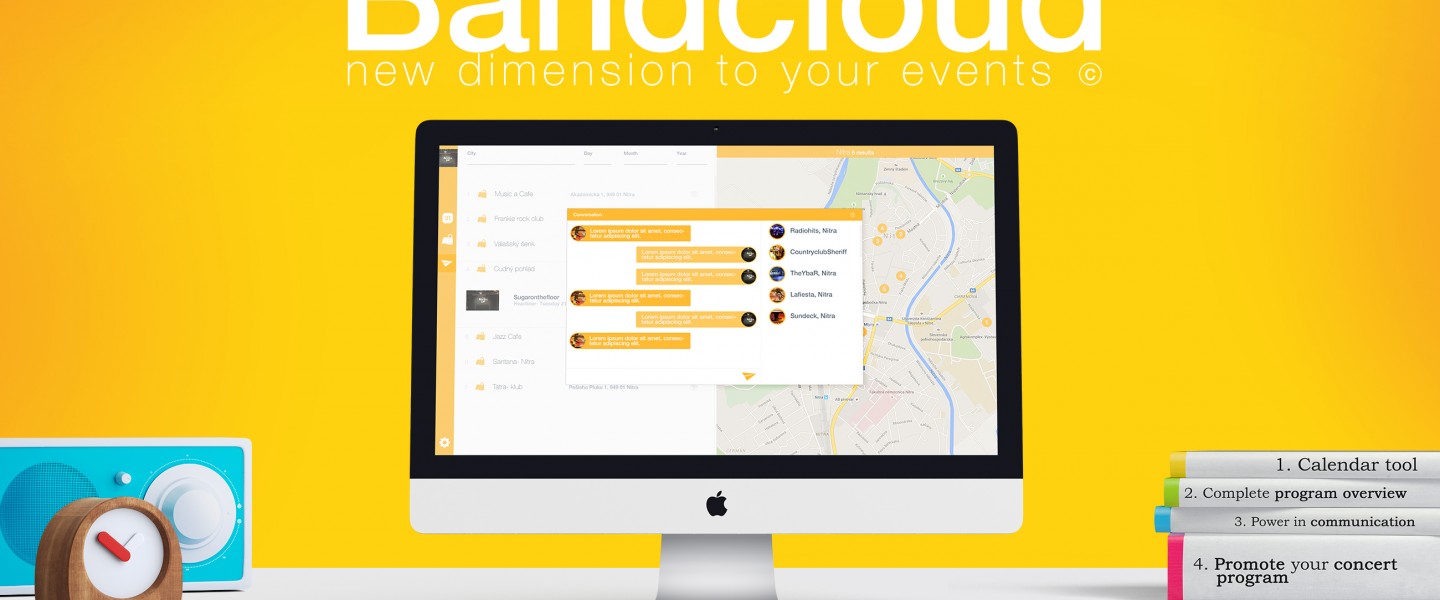 Bandcloud
new dimension to your events ©
City
Day
Month
Year
5 results
Music a Cafe
Frankie rock club
Valašský šenk
Čudný pohľad
Sugaronthefloor
Jazz Cafe
Santana- Nitra
Tatra- klub
Conversation
Lorem ipsum dolor sit amet, consec-
tetur adipiscing elit.
Lorem ipsum dolor sit amet, consec-
tetur adipiscing elit.
Lorem ipsum dolor sit amet, consec-
tetur adipiscing elit.
Lorem ipsum dolor sit amet, consec-
tetur adipiscing elit.
Lorem ipsum dolor sit amet, consec-
tetur adipiscing elit.
Lorem ipsum dolor sit amet, consec-
tetur adipiscing elit.
Radiohits, Nitra
CountryclubSheriff
TheYbaR, Nitra
Lafiesta, Nitra
Sundeck, Nitra
1. Calendar tool
2. Complete program overview
3. Power in communication
4. Promote your concert
program